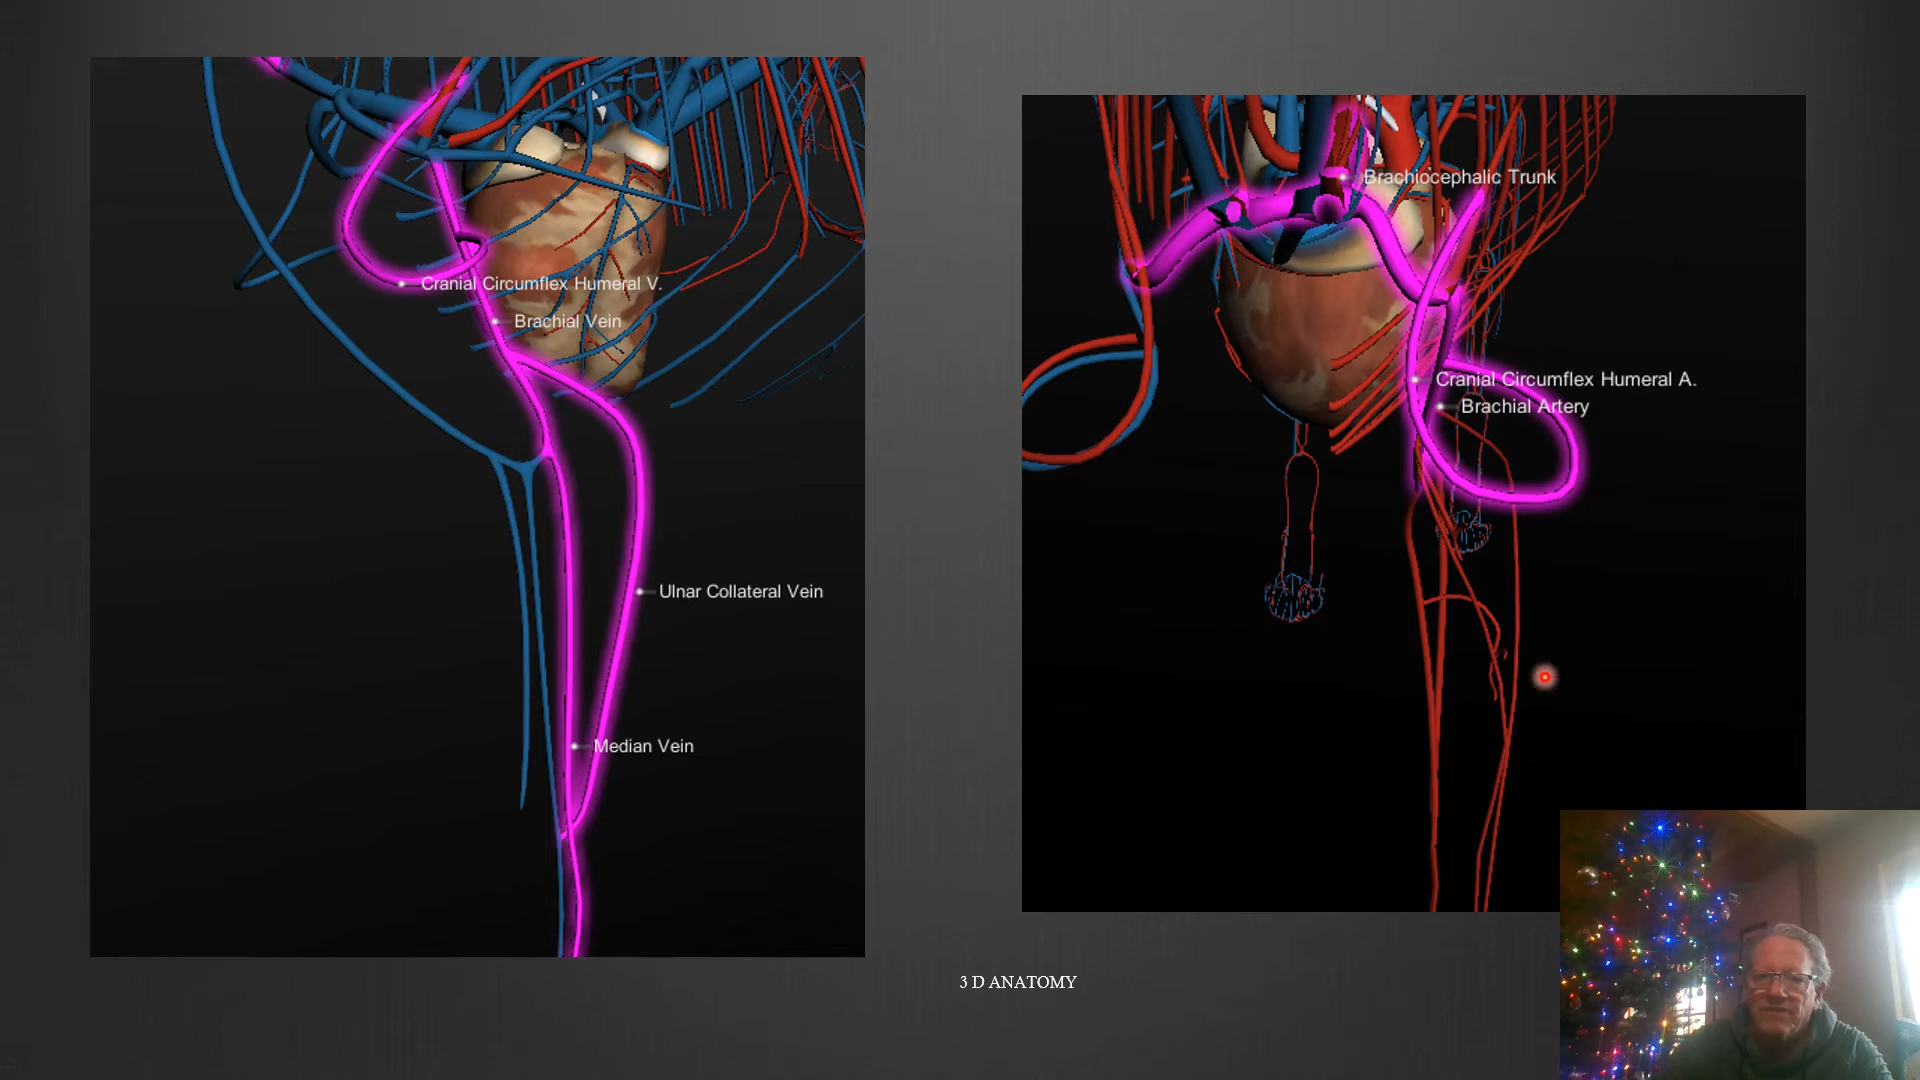 Cranial Circumflex Humeral V.
Brachial Vein
Ulnar Collateral Vein
Median Vein
Brachiocephalic Trunk
Cranial Circumflex Humeral A.
Brachial Artery
3 D ANATOMY